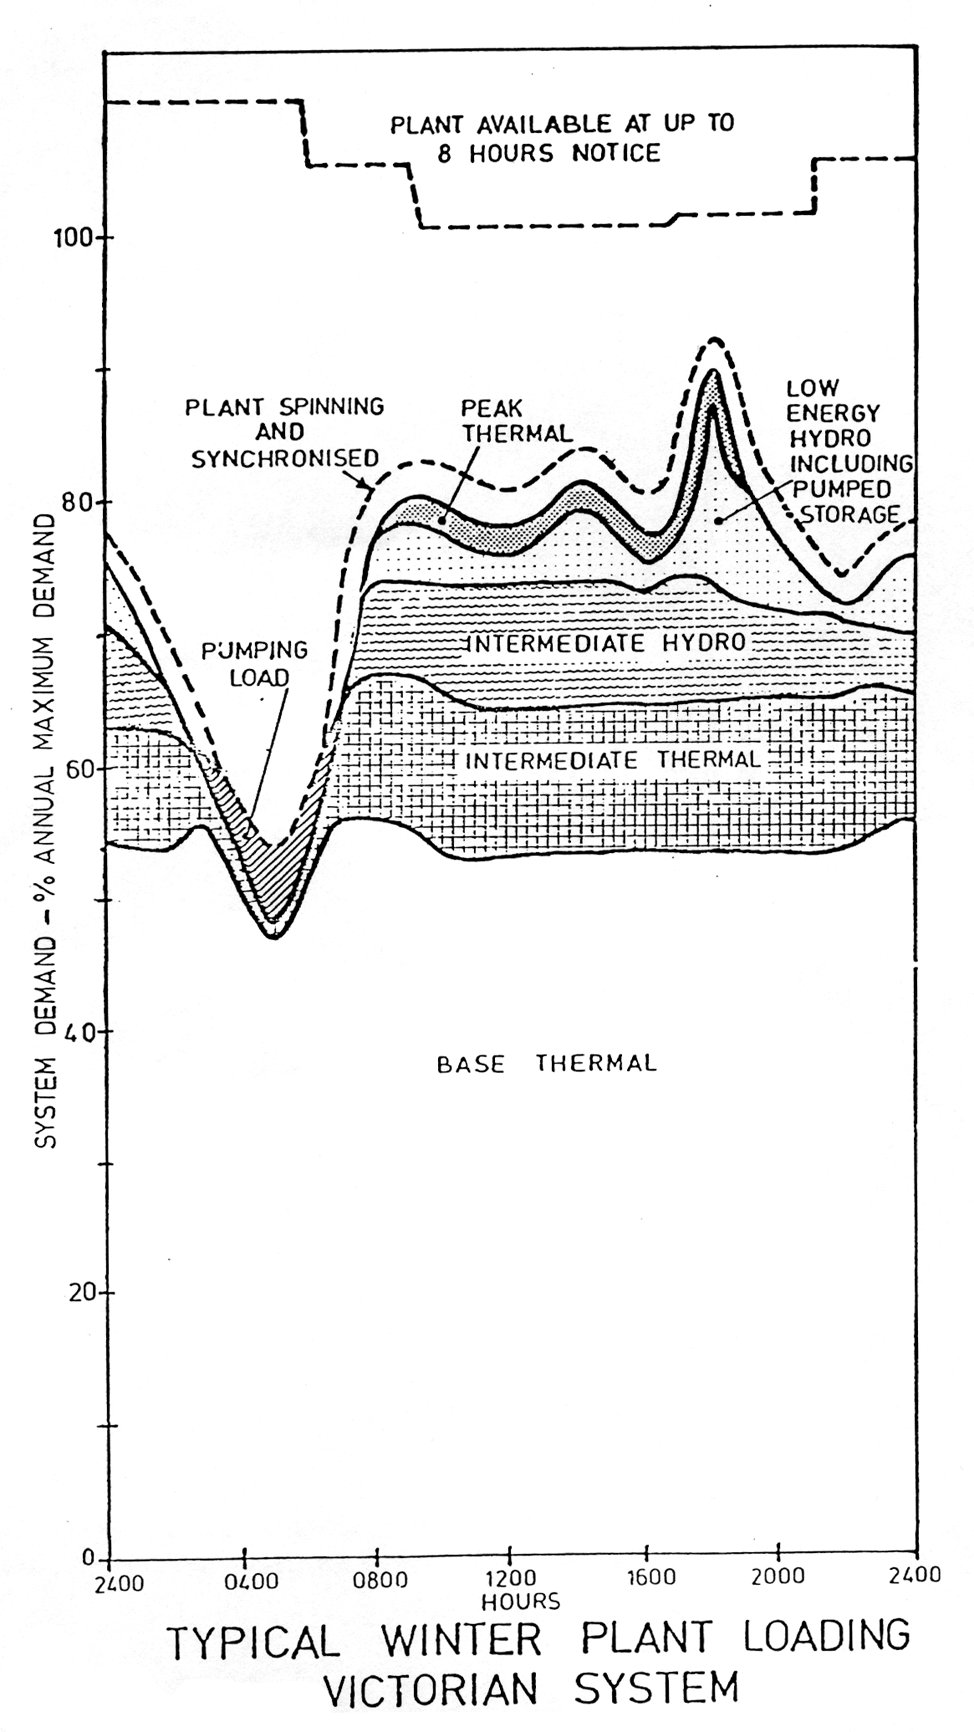 PLANT AVAILABLE AT UP TO
8 HOURS NOTICE
100
PLANT SPINNING
AND
SYNCHRONISED
PEAK
THERMAL
LOW
ENERGY
HYDRO
INCLUDING
PUMPED
STORAGE
80
PUMPING
LOAD
INTERMEDIATE HYDRO
60
INTERMEDIATE THERMAL
SYSTEM DEMAND - % ANNUAL MAXIMUM DEMAND
40
BASE THERMAL
20
0
2400 0400 0800 1200 1600 2000 2400
HOURS
TYPICAL WINTER PLANT LOADING
VICTORIAN SYSTEM